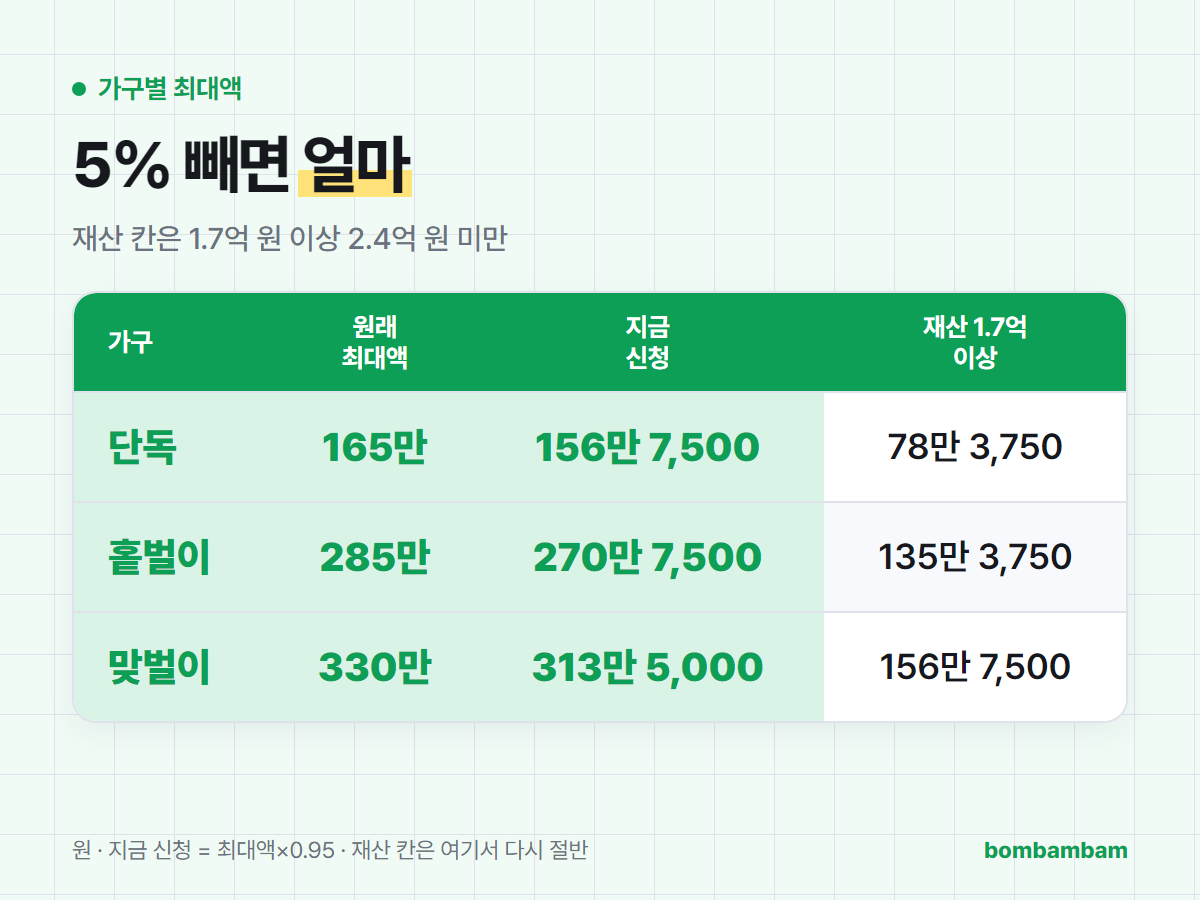 가구별 최대액
5% 빼면 얼마
재산 칸은 1.7억 원 이상 2.4억 원 미만
가구 원래 최대액 지금 신청 재산 1.7억 이상
단독 165만 156만 7,500 78만 3,750
홑벌이 285만 270만 7,500 135만 3,750
맞벌이 330만 313만 5,000 156만 7,500
원 · 지금 신청 = 최대액×0.95 · 재산 칸은 여기서 다시 절반
bombambam